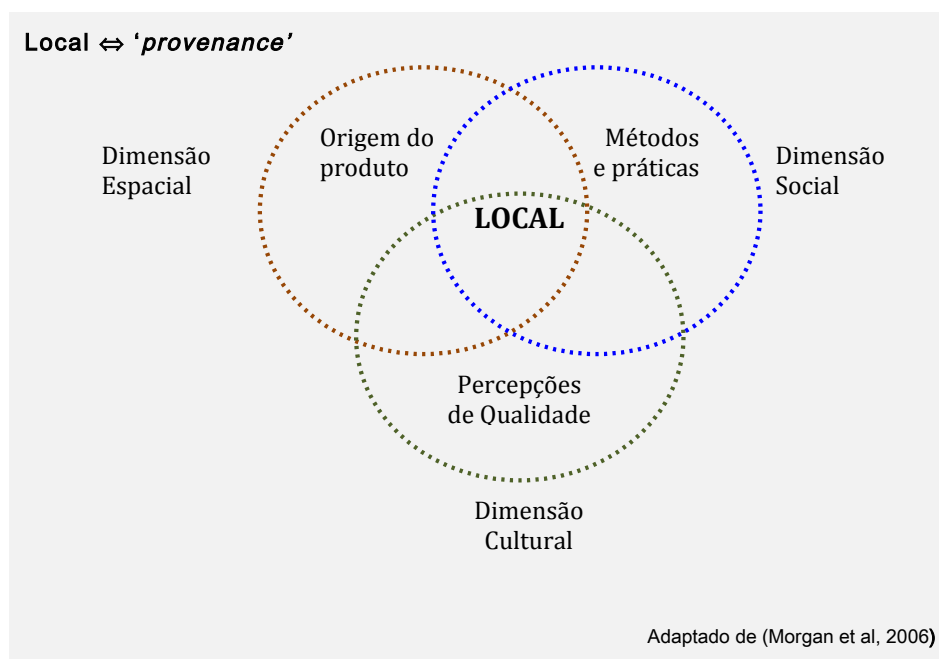 Local ⇔ ‘provenance’
Dimensão
Espacial
Origem do
produto
Métodos
e práticas
Dimensão
Social
LOCAL
Percepções
de Qualidade
Dimensão
Cultural
Adaptado de (Morgan et al, 2006)